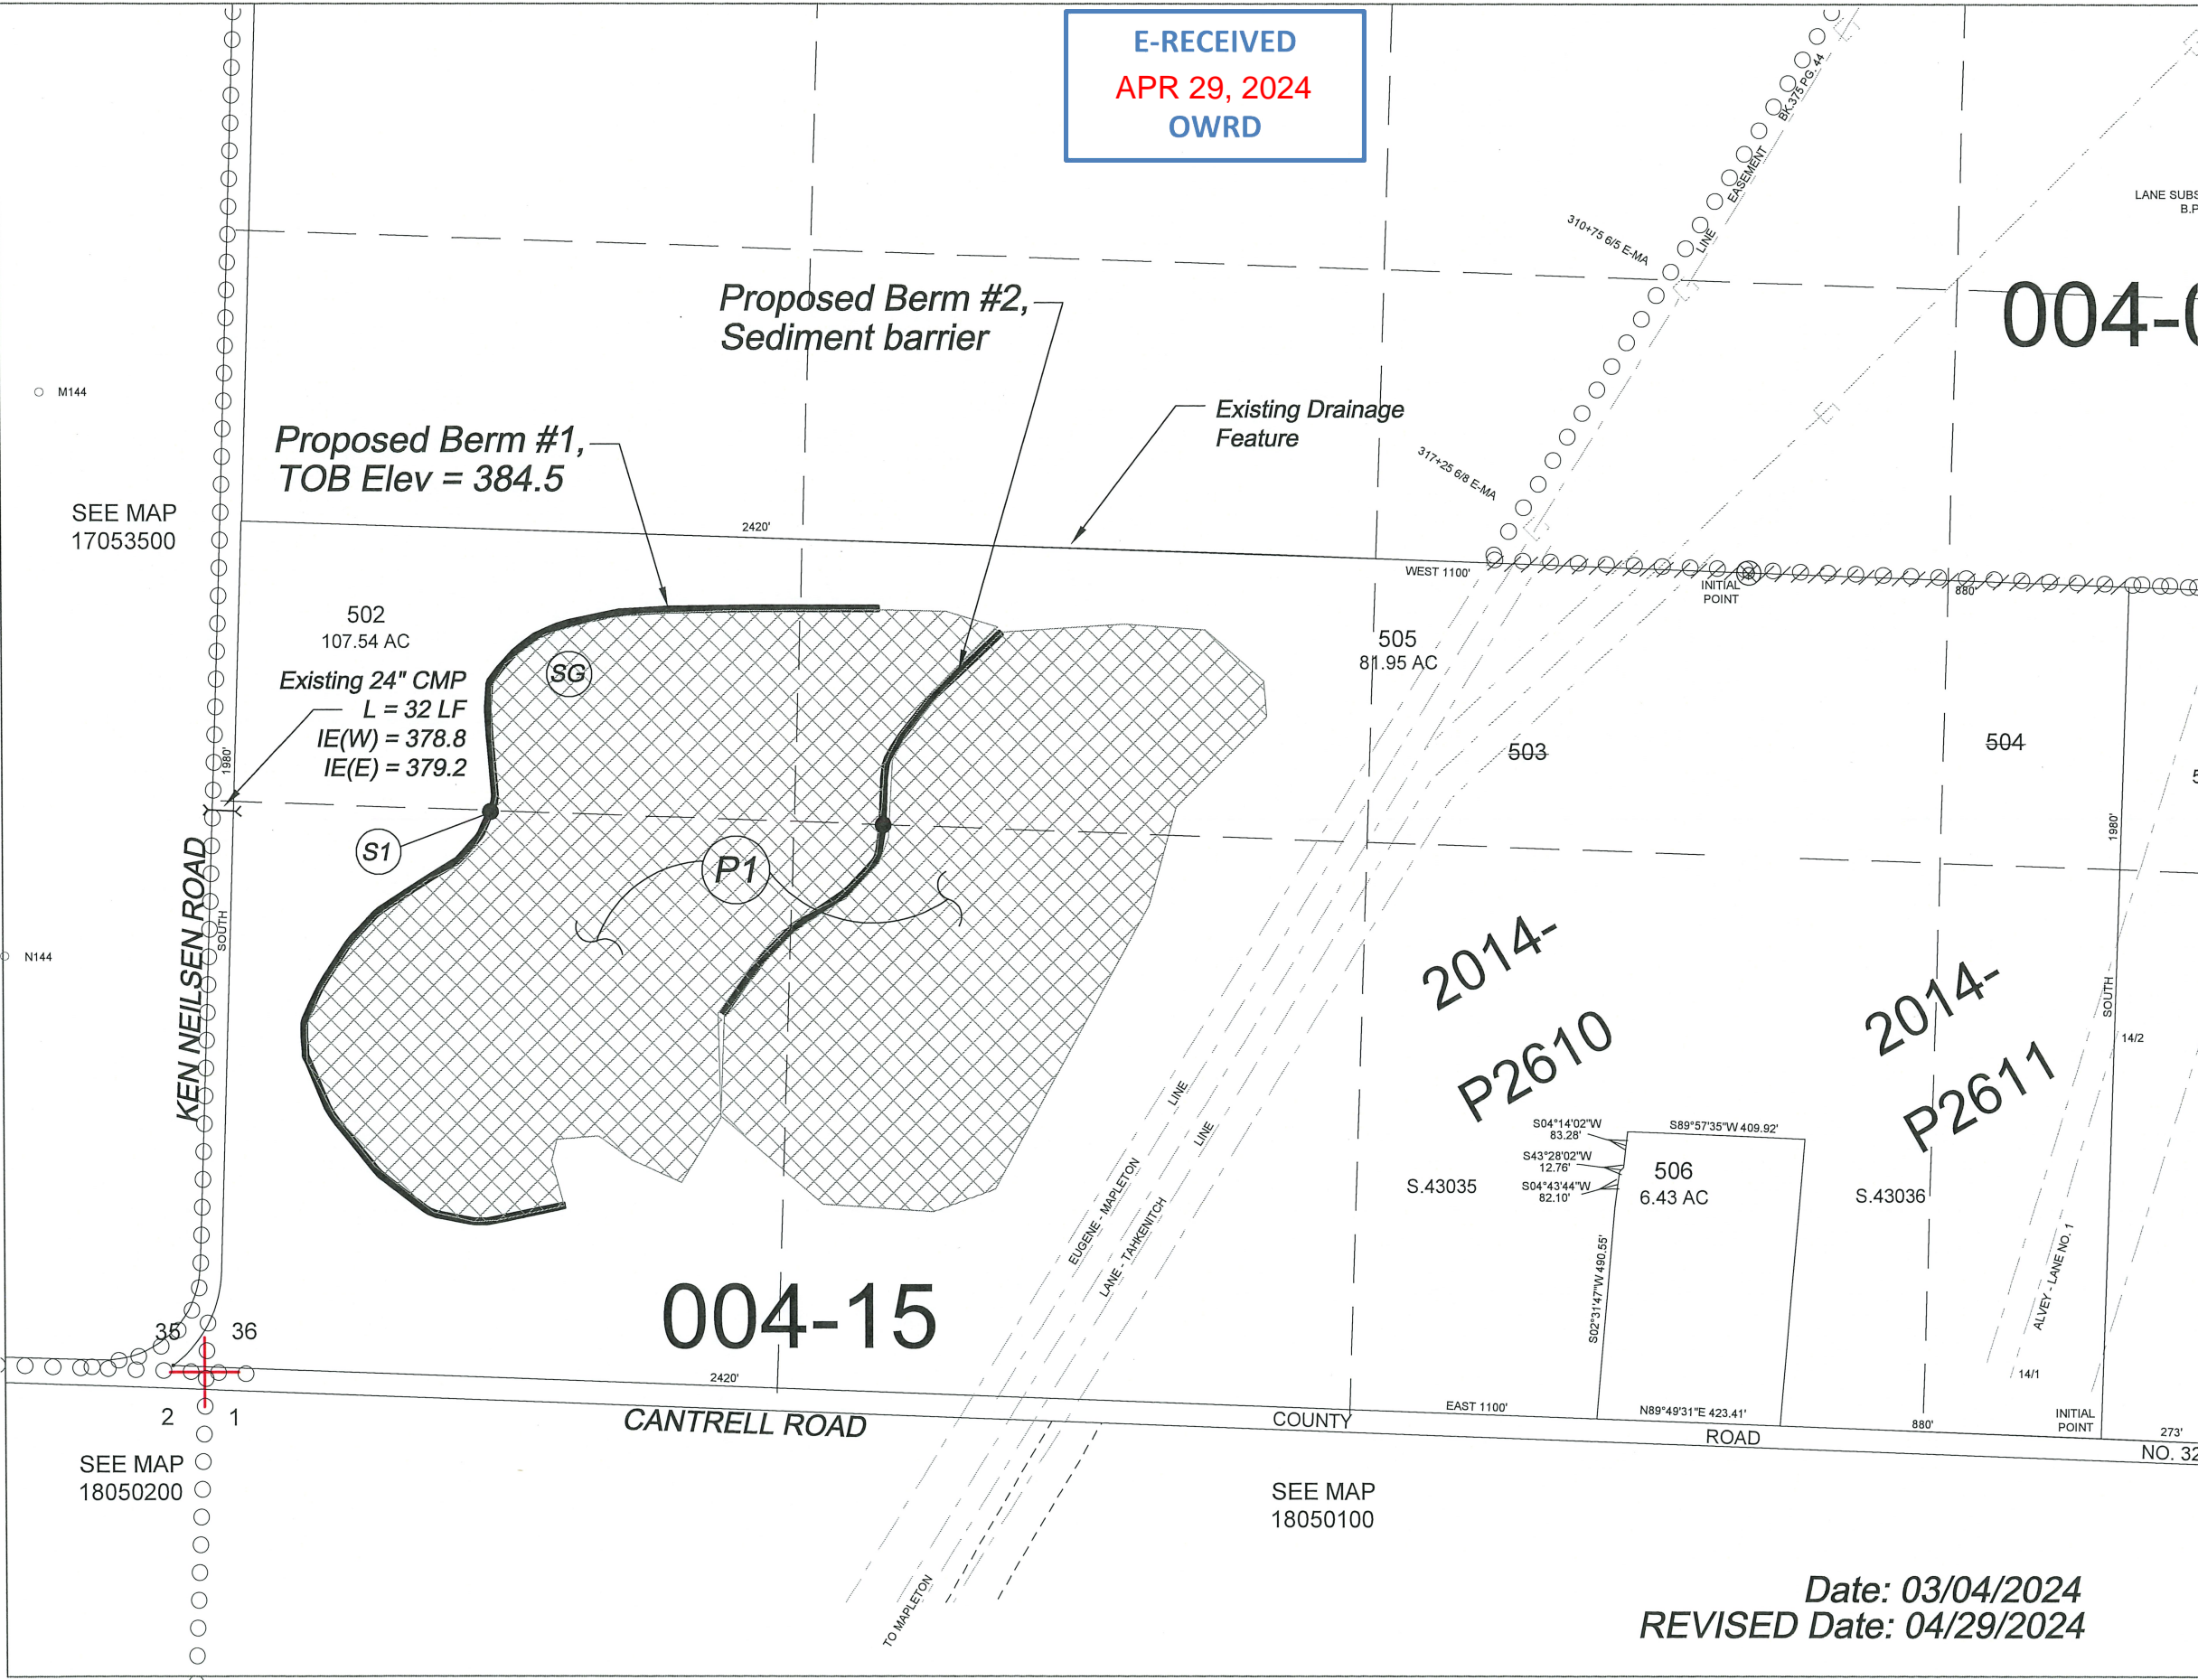 E-RECEIVED
APR 29, 2024
OWRD
BK.375 PG. 44
EASEMENT
LINE
310+75 6/5 E-MA
LANE SUBS
B.P
004-0
Proposed Berm #2,
Sediment barrier
M144
Existing Drainage
Feature
Proposed Berm #1,
TOB Elev = 384.5
317+25 6/8 E-MA
SEE MAP
17053500
2420'
WEST 1100'
INITIAL
POINT
880'
502
107.54 AC
505
81.95 AC
SG
Existing 24" CMP
L = 32 LF
IE(W) = 378.8
IE(E) = 379.2
1980'
503
504
5
S1
P1
1980'
KEN NEILSEN ROAD
SOUTH
N144
2014-
P2610
2014-
P2611
SOUTH
14/2
LINE
LINE
EUGENE - MAPLETON
LANE - TAHKENITCH
S04°14'02"W
83.28'
S43°28'02"W
12.76'
S04°43'44"W
82.10'
S89°57'35"W 409.92'
506
6.43 AC
S.43035
S.43036
S02°31'47"W 490.55'
ALVEY - LANE NO. 1
004-15
35
36
2
1
2420'
CANTRELL ROAD
COUNTY
EAST 1100'
N89°49'31"E 423.41'
ROAD
880'
14/1
INITIAL
POINT
273'
NO. 32
SEE MAP
18050200
SEE MAP
18050100
TO MAPLETON
Date: 03/04/2024
REVISED Date: 04/29/2024